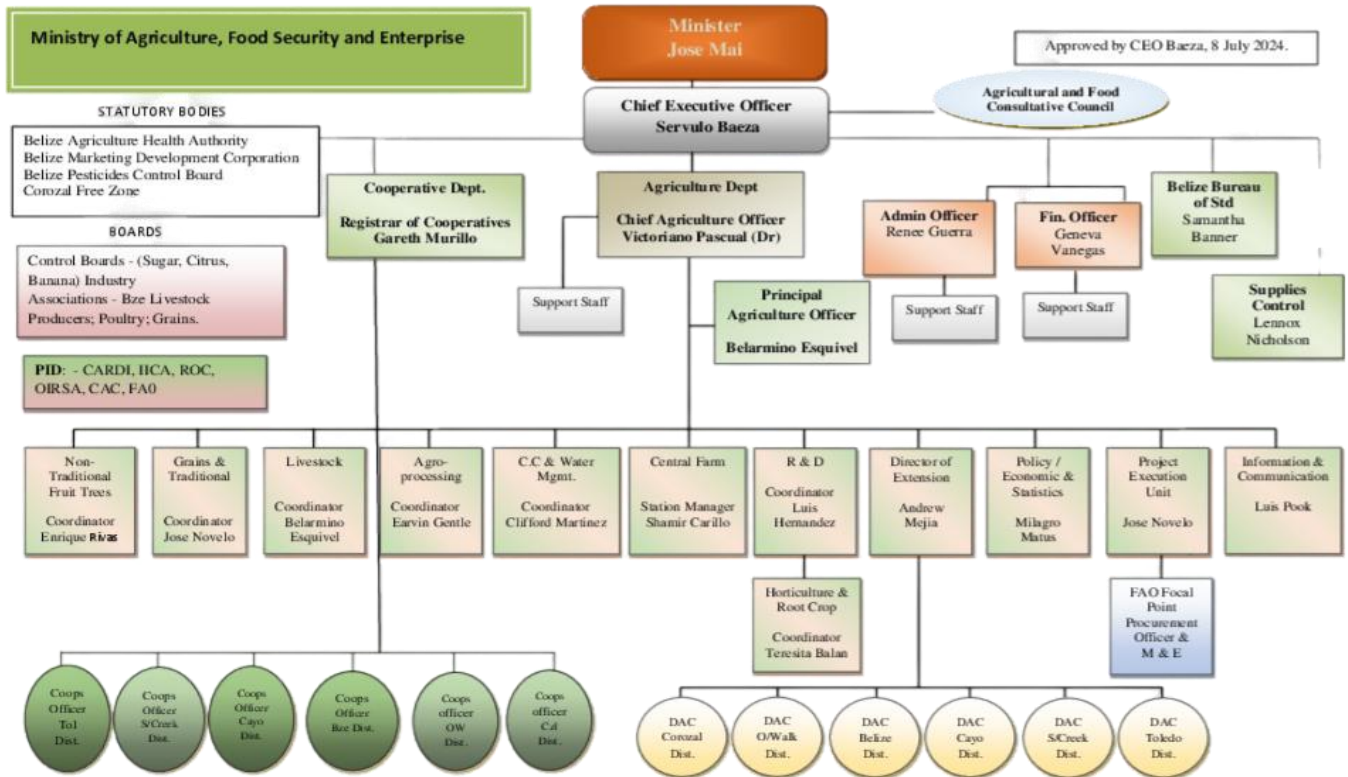 Ministry of Agriculture, Food Security and Enterprise
Minister
Jose Mai
Approved by CEO Baeza, 8 July 2024.
Chief Executive Officer
Servulo Baeza
Agricultural and Food
Consultative Council
STATUTORY BODIES
Belize Agriculture Health Authority
Belize Marketing Development Corporation
Belize Pesticides Control Board
Corozal Free Zone
BOARDS
Control Boards - (Sugar, Citrus,
Banana) Industry
Associations - Bze Livestock
Producers; Poultry; Grains.
PID: - CARDI, IICA, ROC,
OIRSA, CAC, FA0
Cooperative Dept.
Registrar of Cooperatives
Gareth Murillo
Agriculture Dept
Chief Agriculture Officer
Victoriano Pascual (Dr)
Support Staff
Principal
Agriculture Officer
Belarmino Esquivel
Admin Officer
Renee Guerra
Support Staff
Fin. Officer
Geneva
Vanegas
Support Staff
Belize Bureau
of Std
Samantha
Banner
Supplies
Control
Lennox
Nicholson
Non-
Traditional
Fruit Trees
Coordinator
Enrique Rivas
Grains &
Traditional
Coordinator
Jose Novelo
Livestock
Coordinator
Belarmino
Esquivel
Agro-
processing
Coordinator
Earvin Gentle
C.C & Water
Mgmt.
Coordinator
Clifford Martinez
Central Farm
Station Manager
Shamir Carillo
R & D
Coordinator
Luis
Hernandez
Director of
Extension
Andrew
Mejia
Policy /
Economic &
Statistics
Milagro
Matus
Project
Execution
Unit
Jose Novelo
Information &
Communication
Luis Pook
Horticulture &
Root Crop
Coordinator
Teresita Balan
FAO Focal
Point
Procurement
Officer &
M & E
Coops
Officer
Tol
Dist.
Coops
Officer
S/Creek
Dist.
Coops
Officer
Cayo
Dist.
Coops
Officer
Bze Dist.
Coops
officer
OW
Dist.
Coops
officer
Czl
Dist.
DAC
Corozal
Dist.
DAC
O/Walk
Dist.
DAC
Belize
Dist.
DAC
Cayo
Dist.
DAC
S/Creek
Dist.
DAC
Toledo
Dist.